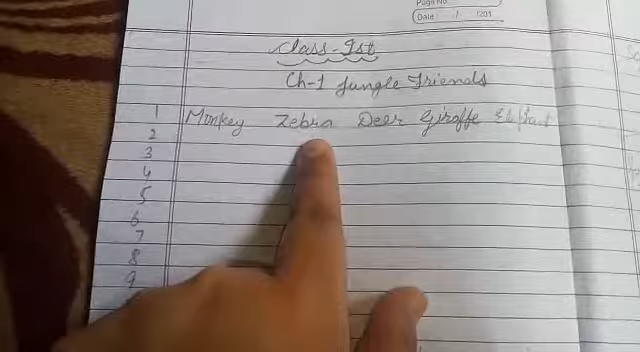 Page No.
Date / /201
Class-Ist
Ch-1 Jungle Friends
1 Monkey Zebra Deer Giraffe Elephant
2
3
4
5
6
7
8
9